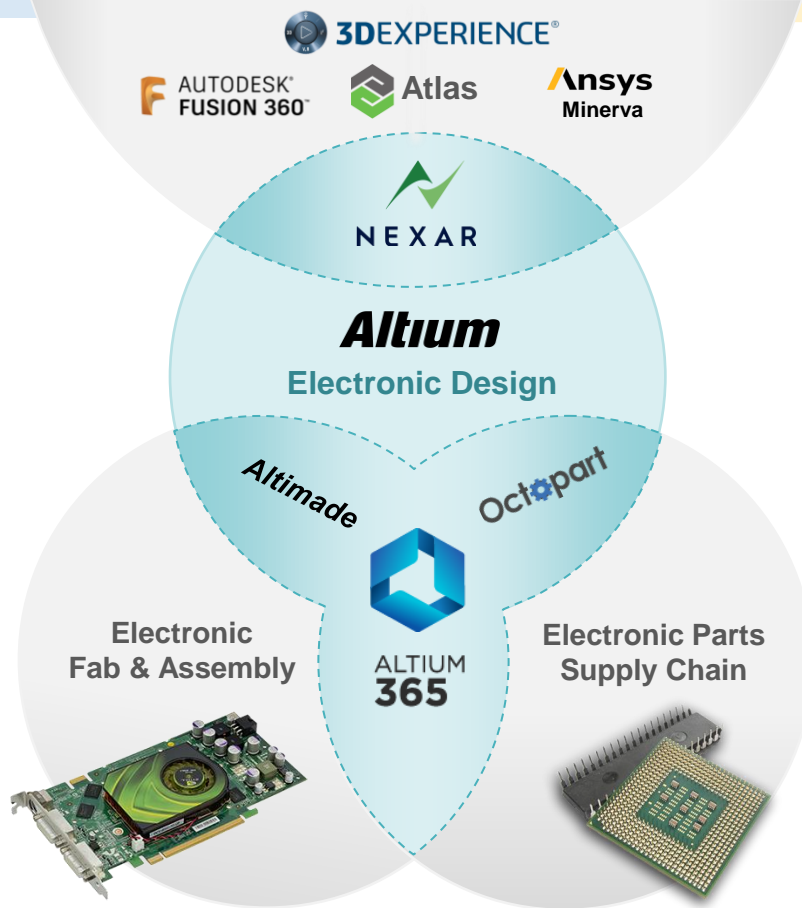 3DEXPERIENCE®
AUTODESK®
FUSION 360™
Atlas
Ansys
Minerva
NEXAR
Altium
Electronic Design
Altimade
Octopart
ALTIUM
365
Electronic
Fab & Assembly
Electronic Parts
Supply Chain